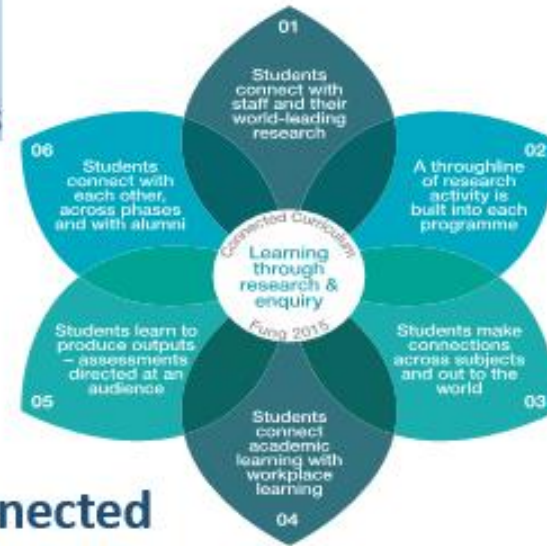 01
Students
connect with
staff and their
world-leading
research
02
A throughline
of research
activity is
built into each
programme
03
Students make
connections
across subjects
and out to the
world
04
Students
connect
academic
learning with
workplace
learning
05
Students learn to
produce outputs
– assessments
directed at an
audience
06
Students
connect with
each other,
across phases
and with alumni
Connected Curriculum
Learning
through
research &
enquiry
Fung 2015
nected